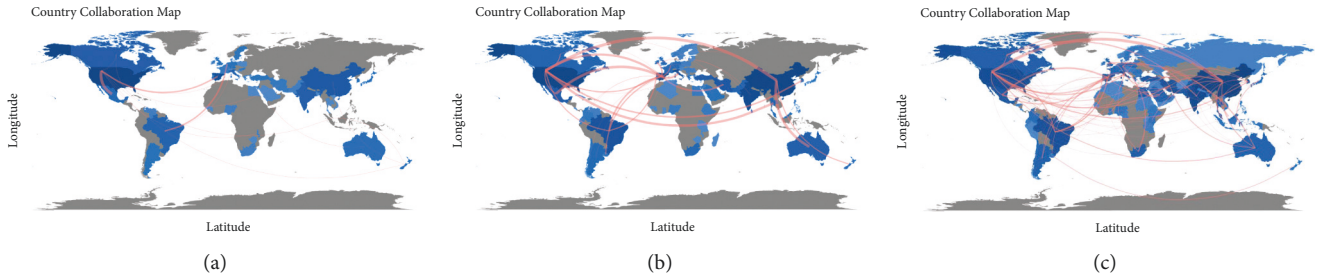 Country Collaboration Map
Longitude
Latitude
(a)
Country Collaboration Map
Longitude
Latitude
(b)
Country Collaboration Map
Longitude
Latitude
(c)